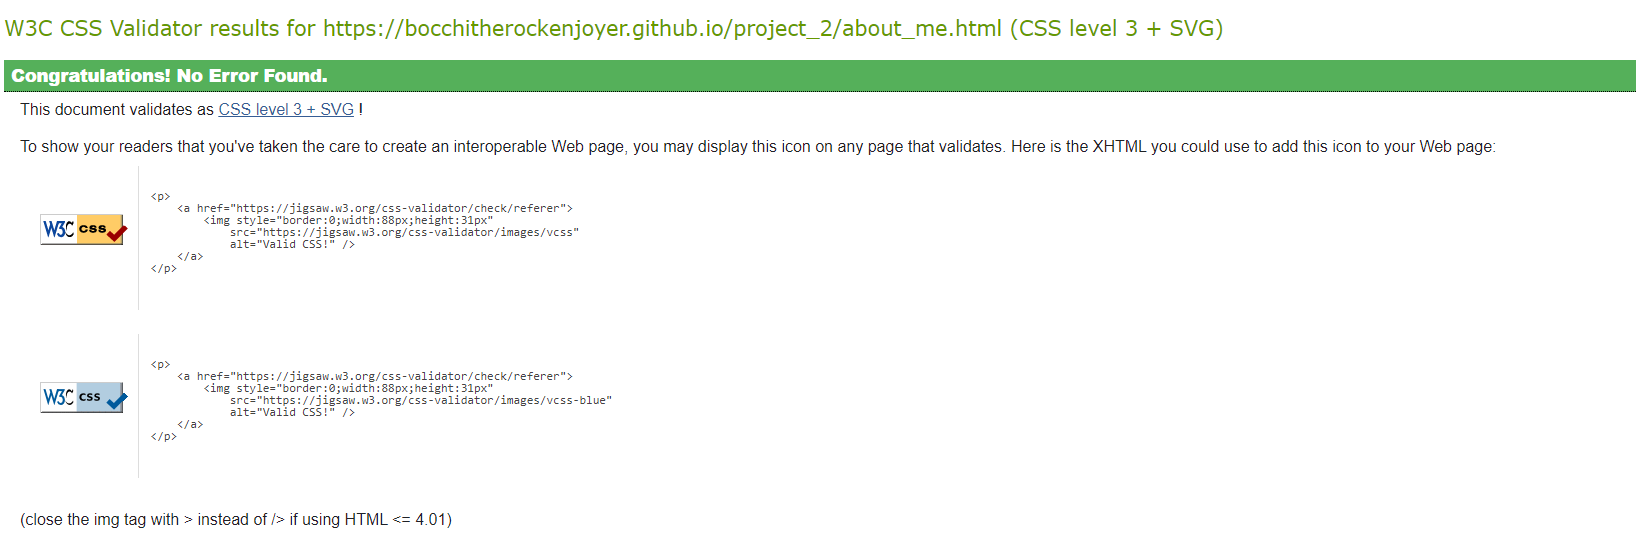 W3C CSS Validator results for https://bocchitherockenjoyer.github.io/project_2/about_me.html (CSS level 3 + SVG)
Congratulations! No Error Found.
This document validates as CSS level 3 + SVG !
To show your readers that you've taken the care to create an interoperable Web page, you may display this icon on any page that validates. Here is the XHTML you could use to add this icon to your Web page:
W3C css
<p>
<a href="https://jigsaw.w3.org/css-validator/check/referer">
<img style="border:0;width:88px;height:31px"
src="https://jigsaw.w3.org/css-validator/images/vcss"
alt="Valid CSS!" />
</a>
</p>
W3C css
<p>
<a href="https://jigsaw.w3.org/css-validator/check/referer">
<img style="border:0;width:88px;height:31px"
src="https://jigsaw.w3.org/css-validator/images/vcss-blue"
alt="Valid CSS!" />
</a>
</p>
(close the img tag with > instead of /> if using HTML <= 4.01)